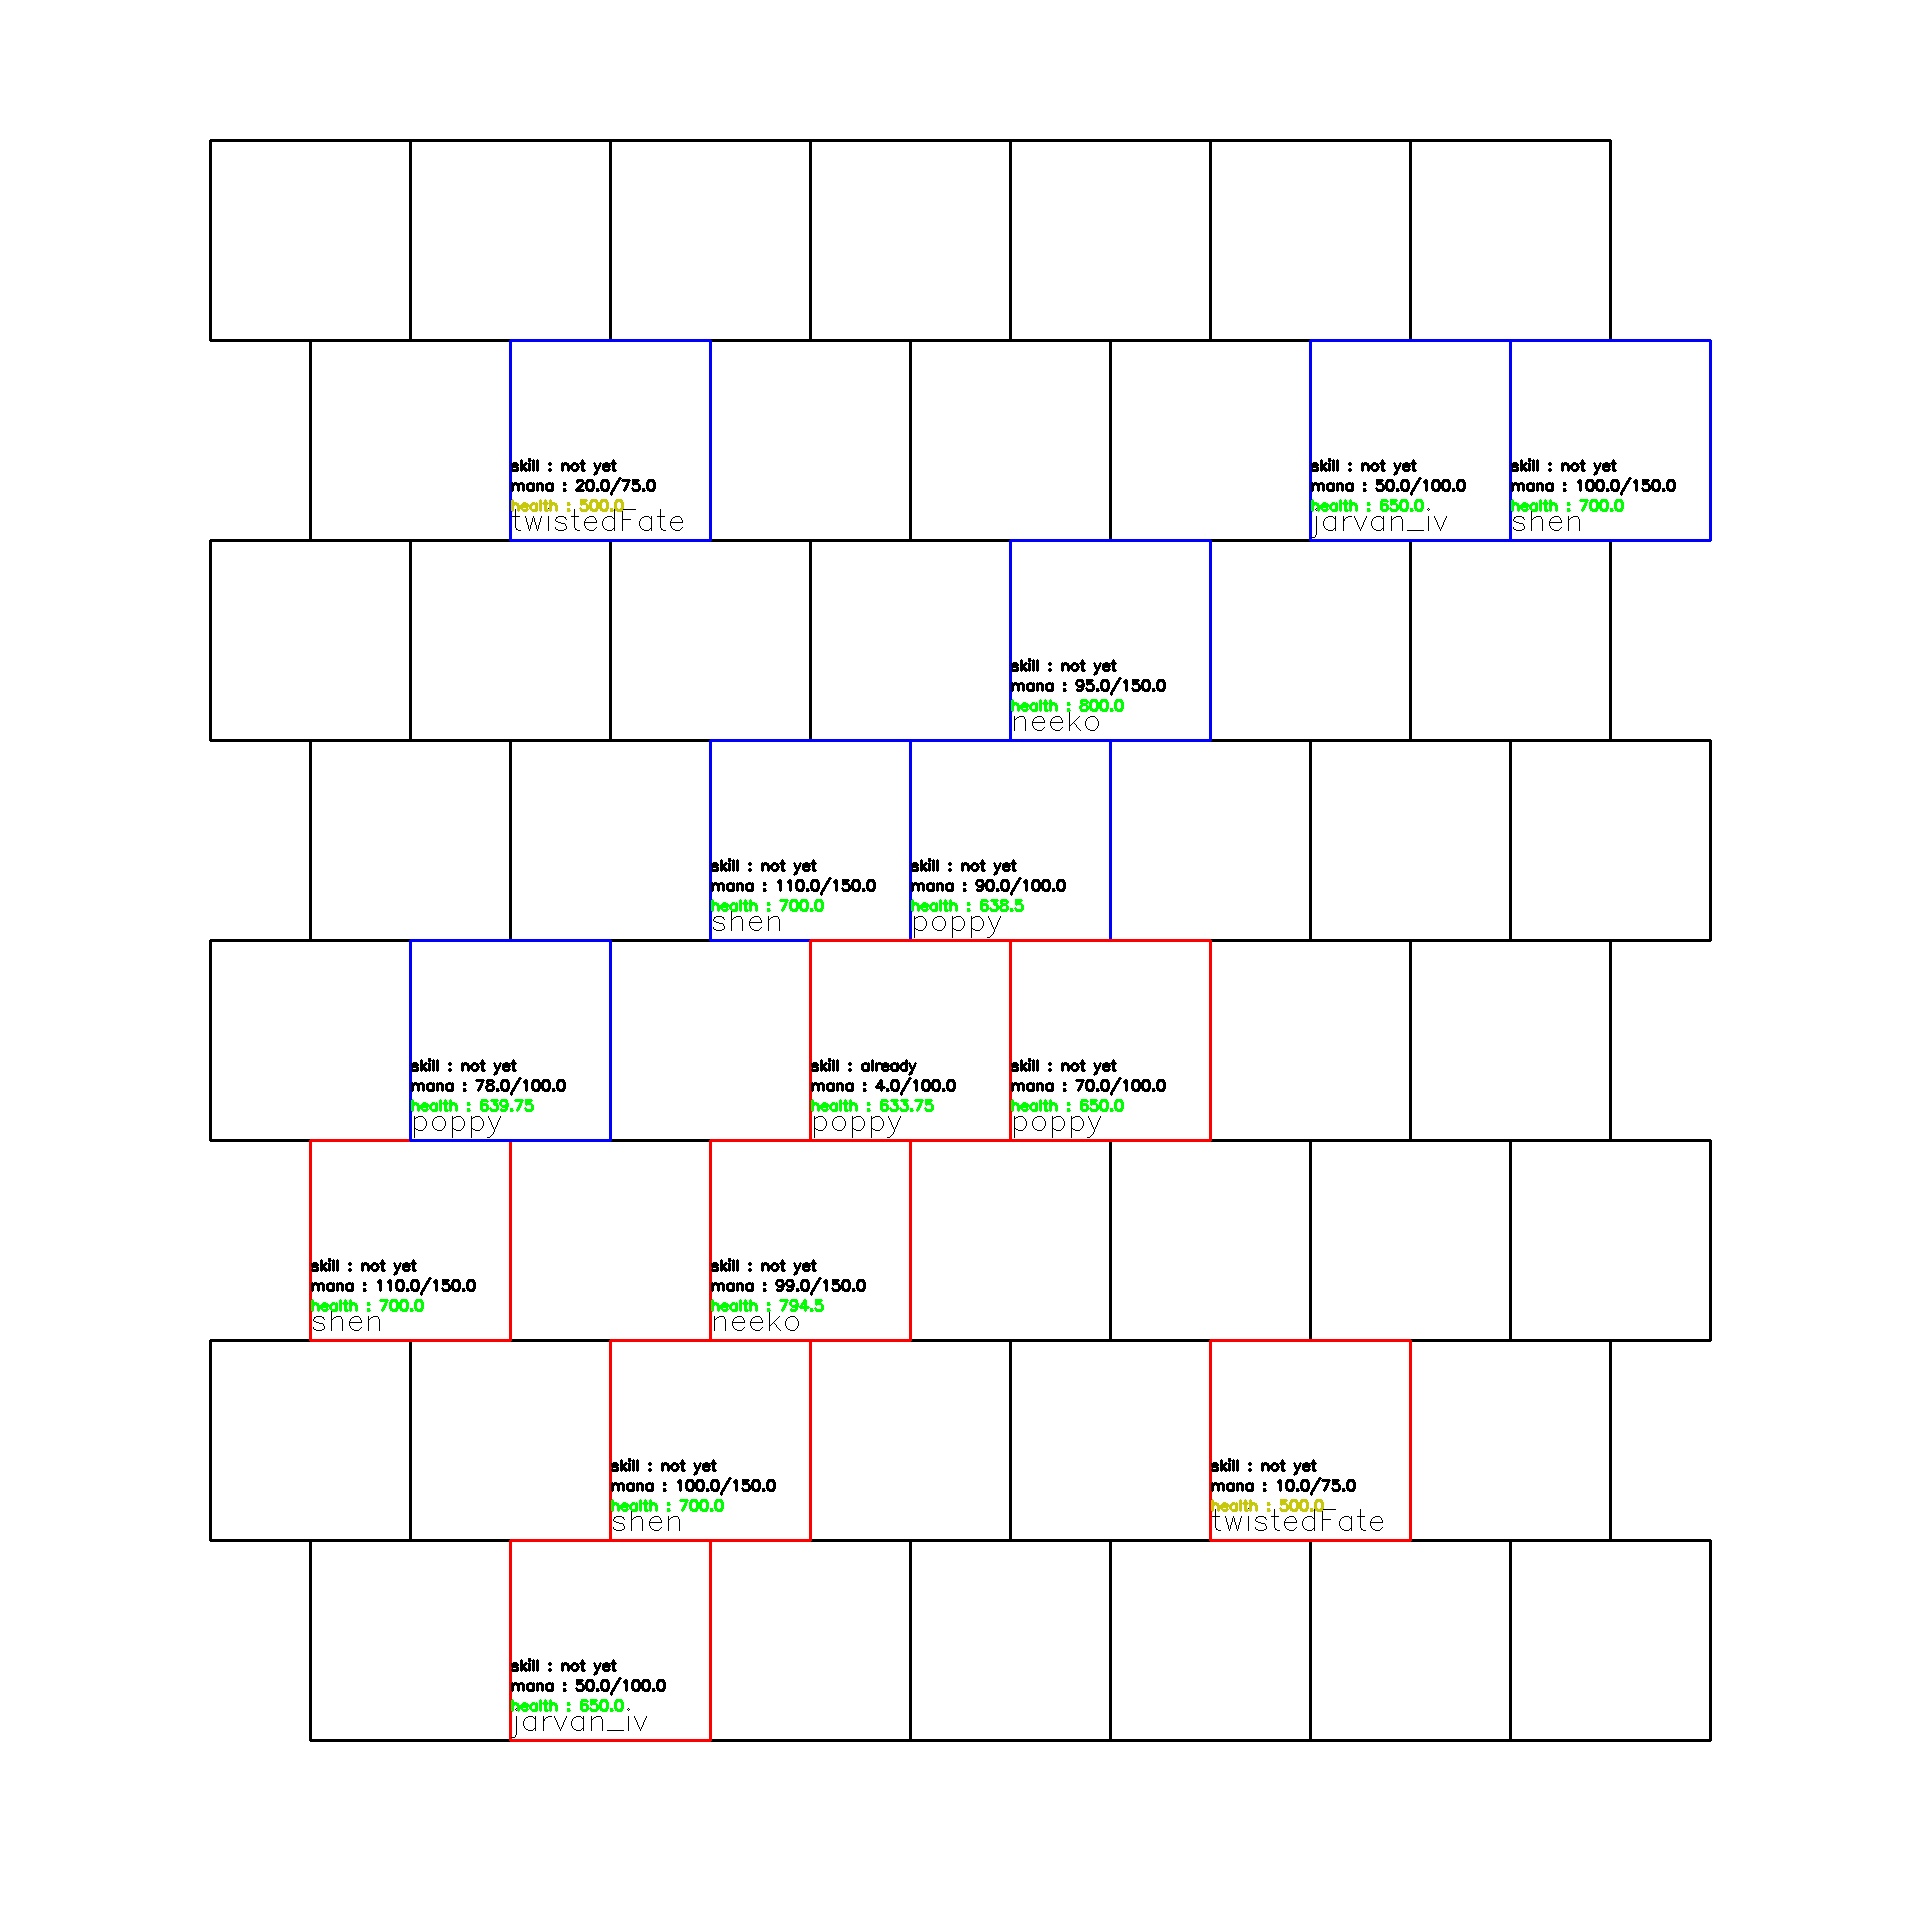 skill : not yet
mana : 20.0/75.0
health : 500.0
twistedFate
skill : not yet
mana : 50.0/100.0
health : 650.0
jarvan_iv
skill : not yet
mana : 100.0/150.0
health : 700.0
shen
skill : not yet
mana : 95.0/150.0
health : 800.0
neeko
skill : not yet
mana : 110.0/150.0
health : 700.0
shen
skill : not yet
mana : 90.0/100.0
health : 638.5
poppy
skill : not yet
mana : 78.0/100.0
health : 639.75
poppy
skill : already
mana : 4.0/100.0
health : 633.75
poppy
skill : not yet
mana : 70.0/100.0
health : 650.0
poppy
skill : not yet
mana : 110.0/150.0
health : 700.0
shen
skill : not yet
mana : 99.0/150.0
health : 794.5
neeko
skill : not yet
mana : 100.0/150.0
health : 700.0
shen
skill : not yet
mana : 10.0/75.0
health : 500.0
twistedFate
skill : not yet
mana : 50.0/100.0
health : 650.0
jarvan_iv